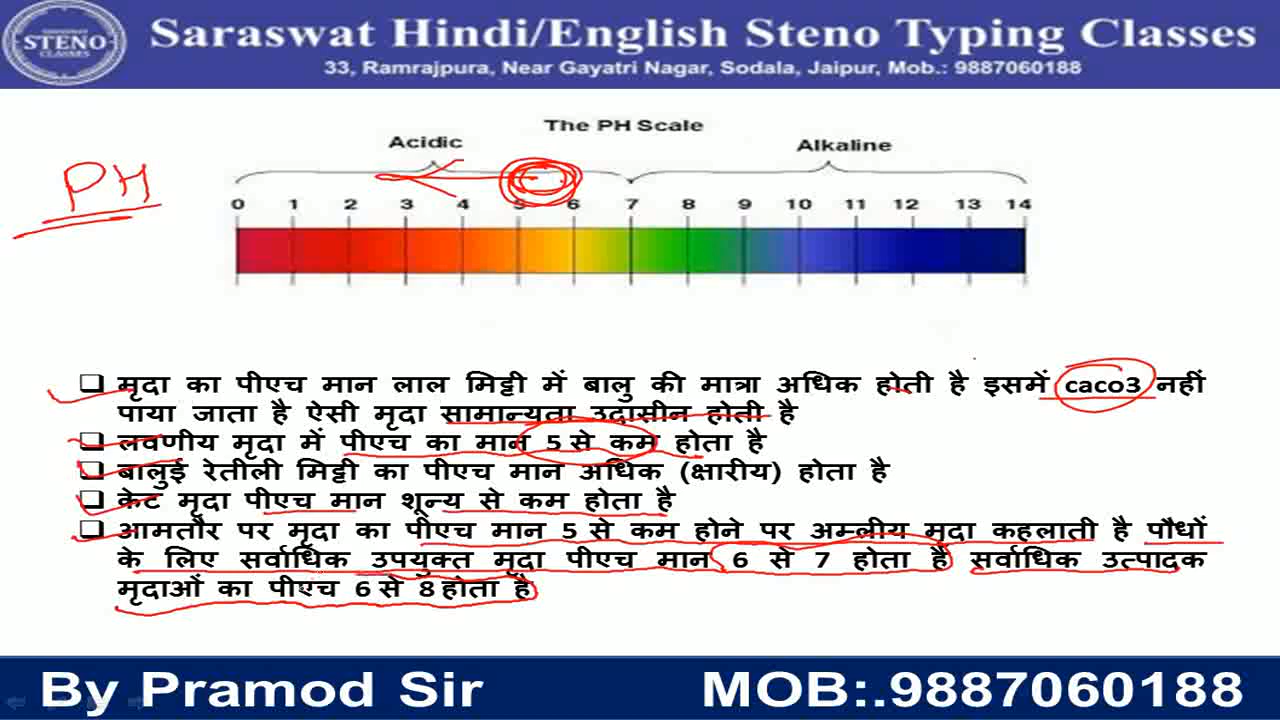 STENO
CLASSES
Saraswat Hindi/English Steno Typing Classes
33, Ramrajpura, Near Gayatri Nagar, Sodala, Jaipur, Mob.: 9887060188
The PH Scale
Acidic
Alkaline
PH
0 1 2 3 4 5 6 7 8 9 10 11 12 13 14
मृदा का पीएच मान लाल मिट्टी में बालु की मात्रा अधिक होती है इसमें caco3 नहीं
पाया जाता है ऐसी मृदा सामान्यता उदासीन होती है
लवणीय मृदा में पीएच का मान 5 से कम होता है
बालुई रेतीली मिट्टी का पीएच मान अधिक (क्षारीय) होता है
केट मृदा पीएच मान शून्य से कम होता है
आमतौर पर मृदा का पीएच मान 5 से कम होने पर अम्लीय मृदा कहलाती है पौधों
के लिए सर्वाधिक उपयुक्त मृदा पीएच मान 6 से 7 होता है सर्वाधिक उत्पादक
मृदाओं का पीएच 6 से 8 होता है
By Pramod Sir
MOB:.9887060188